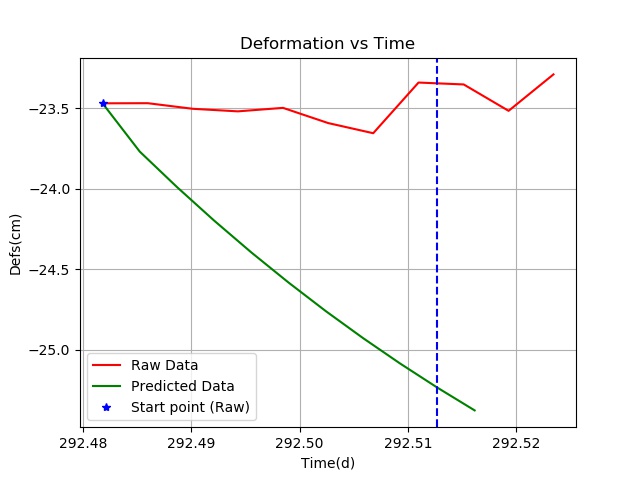 Deformation vs Time
Defs(cm)
−23.5
−24.0
−24.5
−25.0
Raw Data
Predicted Data
Start point (Raw)
292.48 292.49 292.50 292.51 292.52
Time(d)